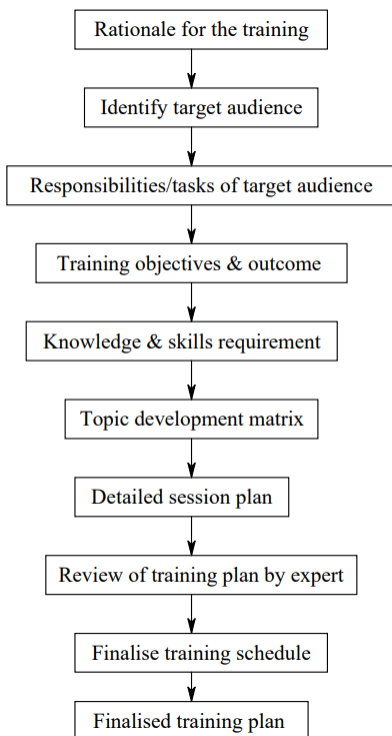 Rationale for the training
Identify target audience
Responsibilities/tasks of target audience
Training objectives & outcome
Knowledge & skills requirement
Topic development matrix
Detailed session plan
Review of training plan by expert
Finalise training schedule
Finalised training plan